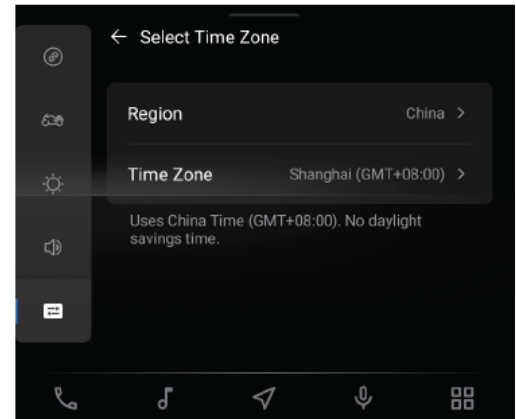 Select Time Zone
Region China
Time Zone Shanghai (GMT+08:00)
Uses China Time (GMT+08:00). No daylight
savings time.